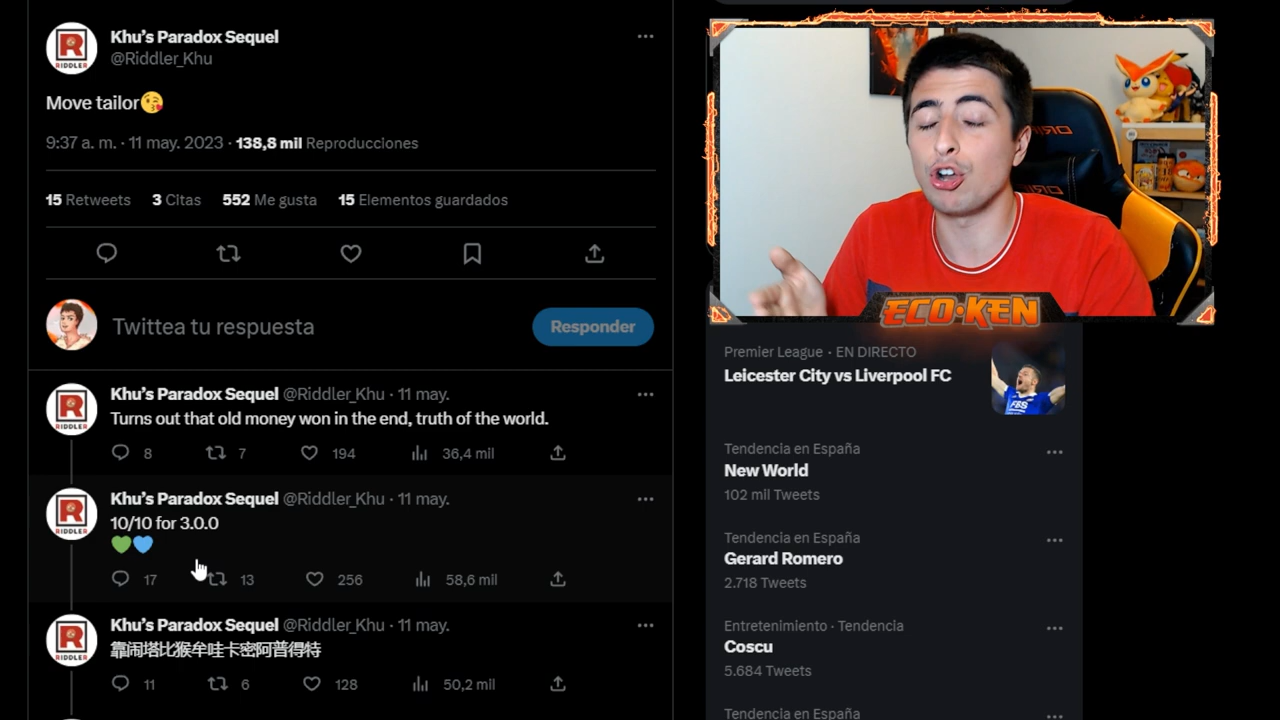 Khu's Paradox Sequel
@Riddler_Khu
Move tailor😘
9:37 a. m. · 11 may. 2023 · 138,8 mil Reproducciones
15 Retweets 3 Citas 552 Me gusta 15 Elementos guardados
Twittea tu respuesta
Responder
Khu's Paradox Sequel @Riddler_Khu · 11 may.
Turns out that old money won in the end, truth of the world.
8 7 194 36,4 mil
Khu's Paradox Sequel @Riddler_Khu · 11 may.
10/10 for 3.0.0
💚💙
17 13 256 58,6 mil
Khu's Paradox Sequel @Riddler_Khu · 11 may.
靠闹塔比猴牟哇卡密阿普得特
11 6 128 50,2 mil
RIDDLER
RIDDLER
RIDDLER
RIDDLER
ECO·KEN
Premier League · EN DIRECTO
Leicester City vs Liverpool FC
FBS
Tendencia en España
New World
102 mil Tweets
Tendencia en España
Gerard Romero
2.718 Tweets
Entretenimiento · Tendencia
Coscu
5.684 Tweets
Tendencia en España